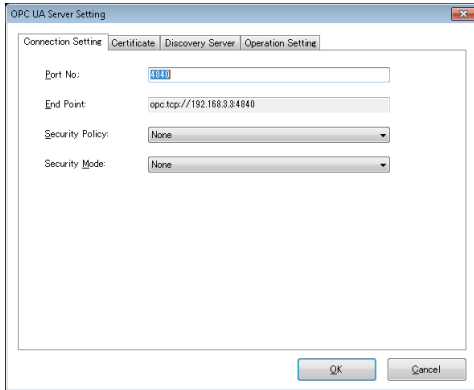 OPC UA Server Setting
Connection Setting Certificate Discovery Server Operation Setting
Port No.: 4840
End Point: opc.tcp://192.168.3.3:4840
Security Policy: None
Security Mode: None
OK Cancel